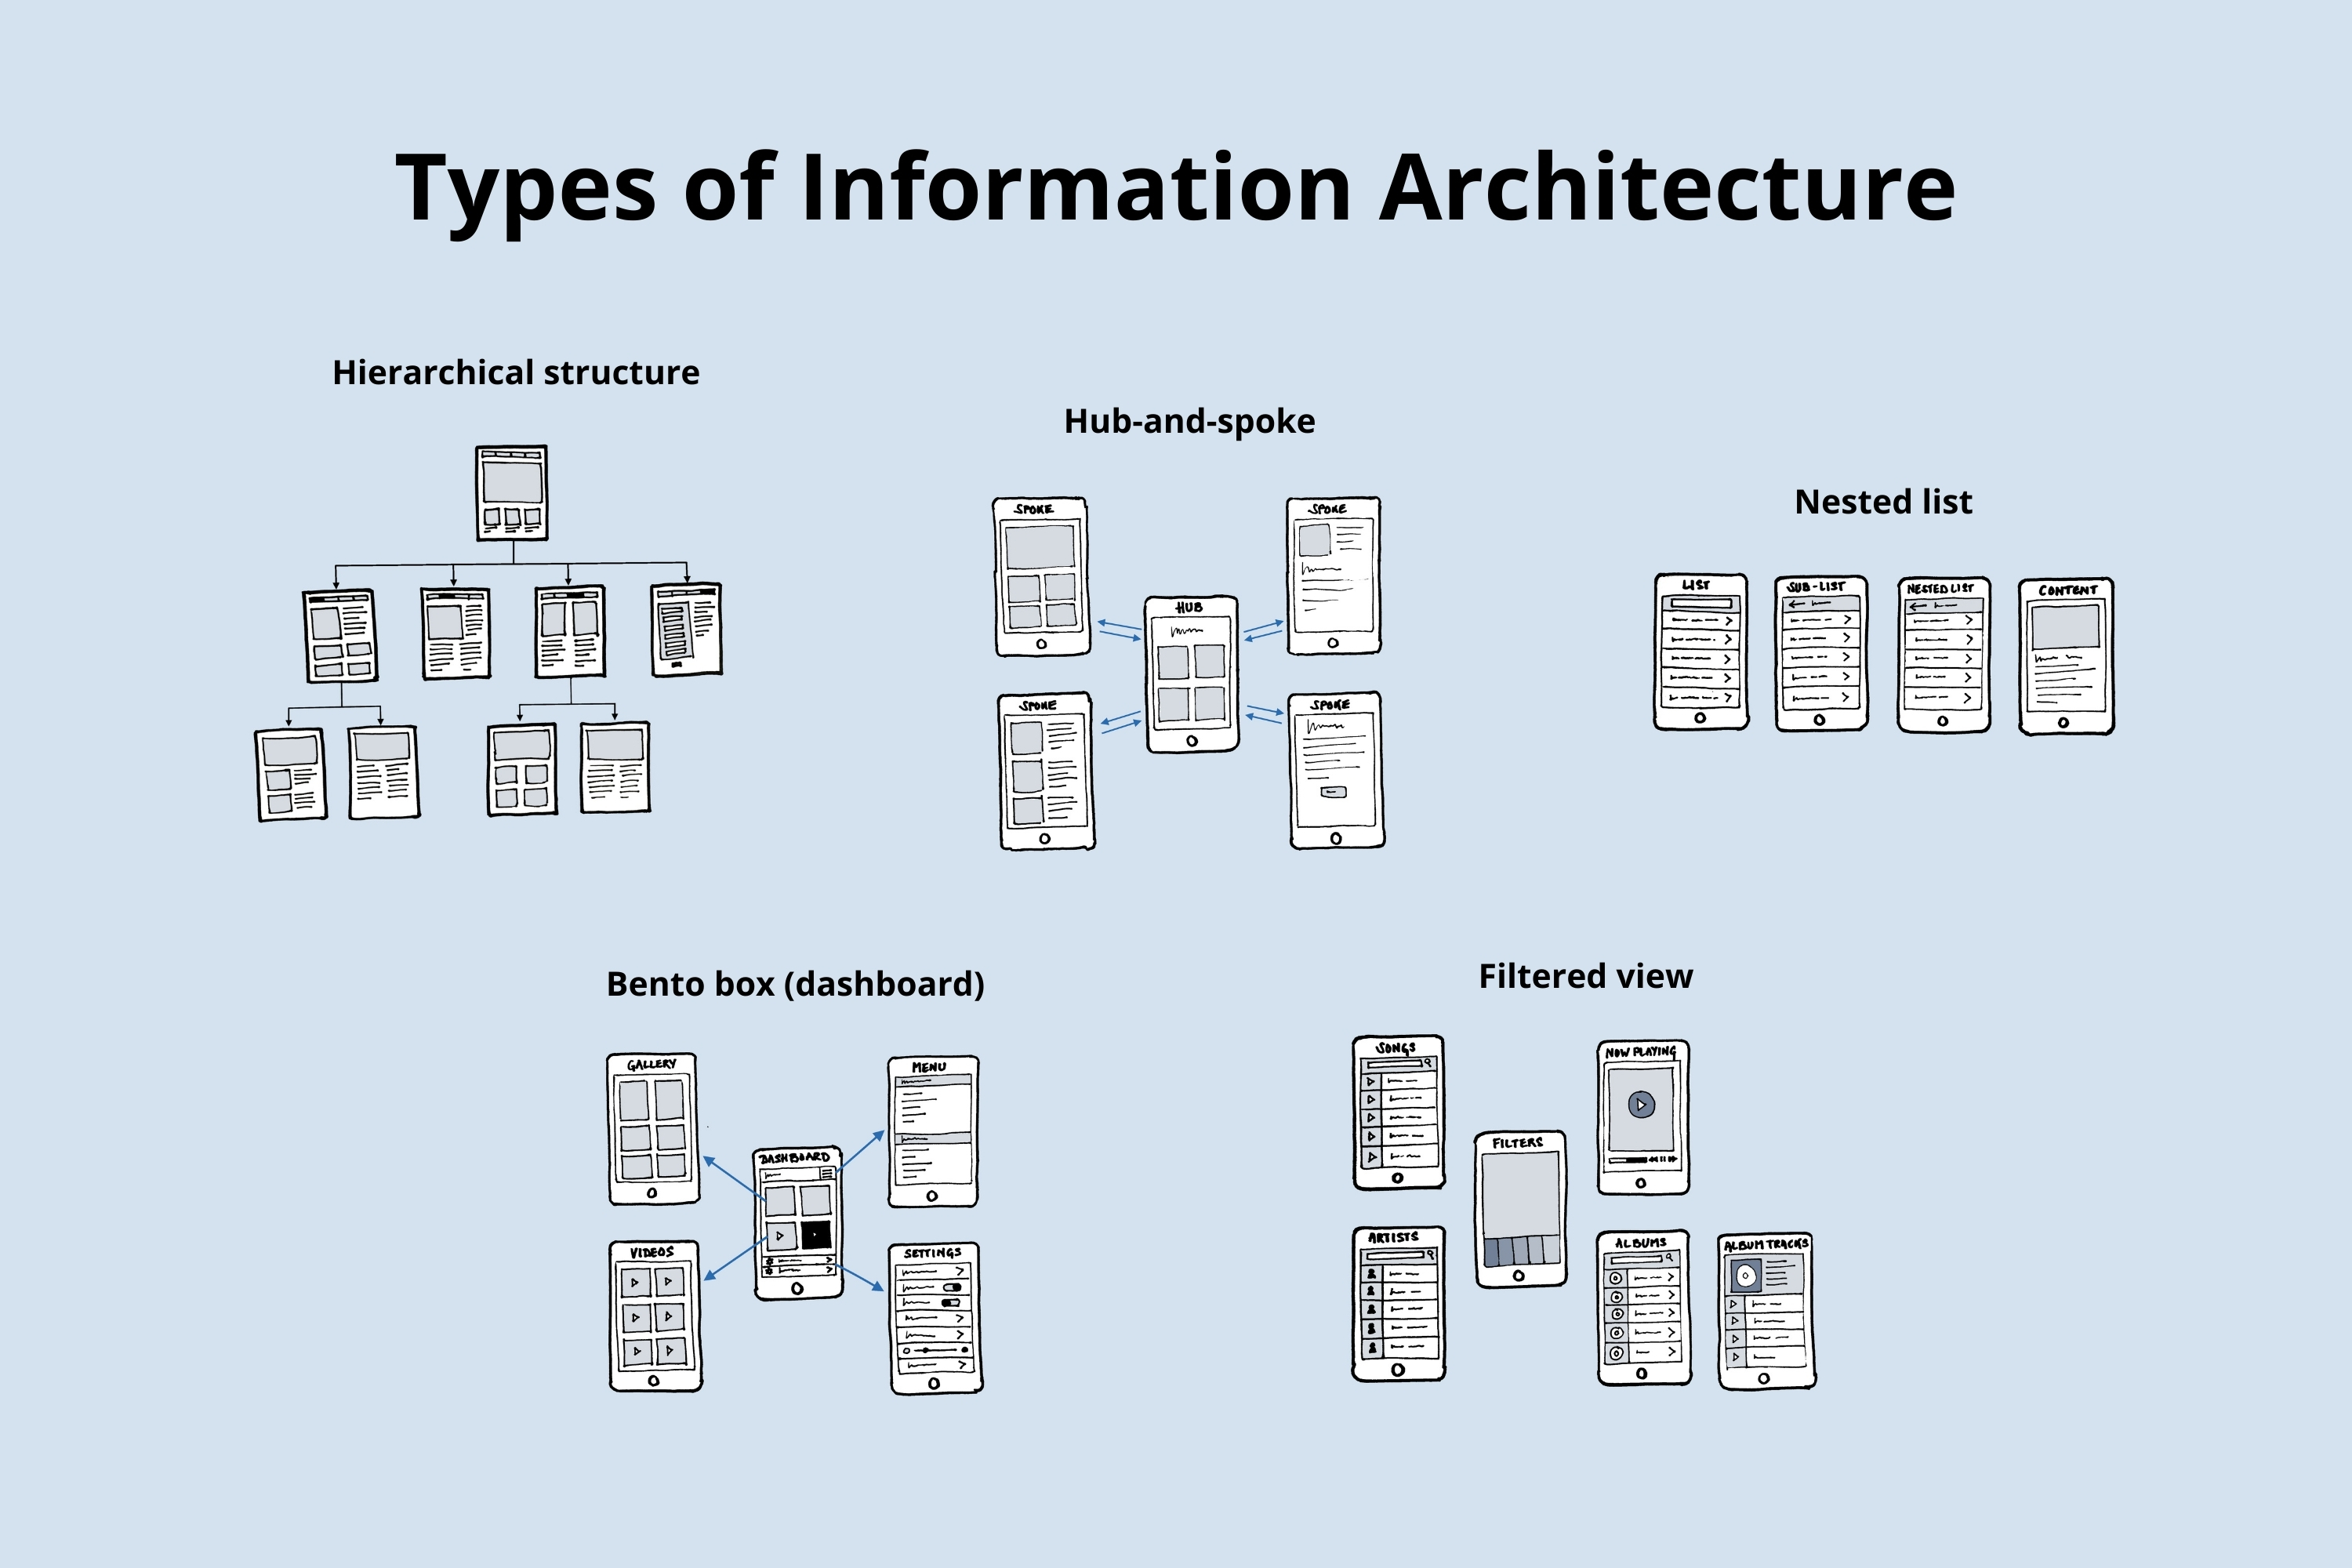 Types of Information Architecture
Hierarchical structure
Hub-and-spoke
SPOKE
SPOKE
HUB
SPOKE
SPOKE
Nested list
LIST
SUB-LIST
NESTED LIST
CONTENT
Bento box (dashboard)
GALLERY
MENU
DASHBOARD
VIDEOS
SETTINGS
Filtered view
SONGS
NOW PLAYING
FILTERS
ARTISTS
ALBUMS
ALBUM TRACKS